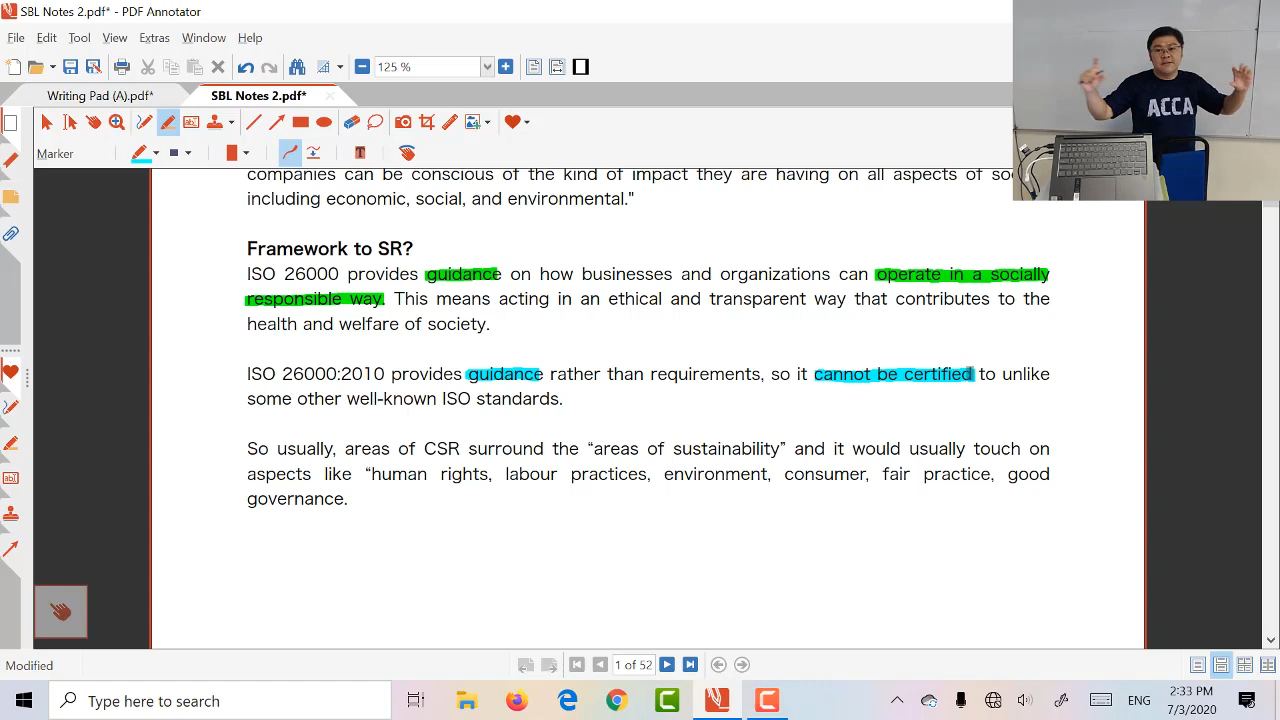 SBL Notes 2.pdf* - PDF Annotator
File Edit Tool View Extras Window Help
125 %
Writing Pad (A).pdf* SBL Notes 2.pdf*
Marker
ACCA
companies can be conscious of the kind of impact they are having on all aspects of soc
including economic, social, and environmental."
Framework to SR?
ISO 26000 provides guidance on how businesses and organizations can operate in a socially
responsible way. This means acting in an ethical and transparent way that contributes to the
health and welfare of society.
ISO 26000:2010 provides guidance rather than requirements, so it cannot be certified to unlike
some other well-known ISO standards.
So usually, areas of CSR surround the “areas of sustainability” and it would usually touch on
aspects like “human rights, labour practices, environment, consumer, fair practice, good
governance.
Modified
1 of 52
Type here to search
ENG
2:33 PM
7/3/2020